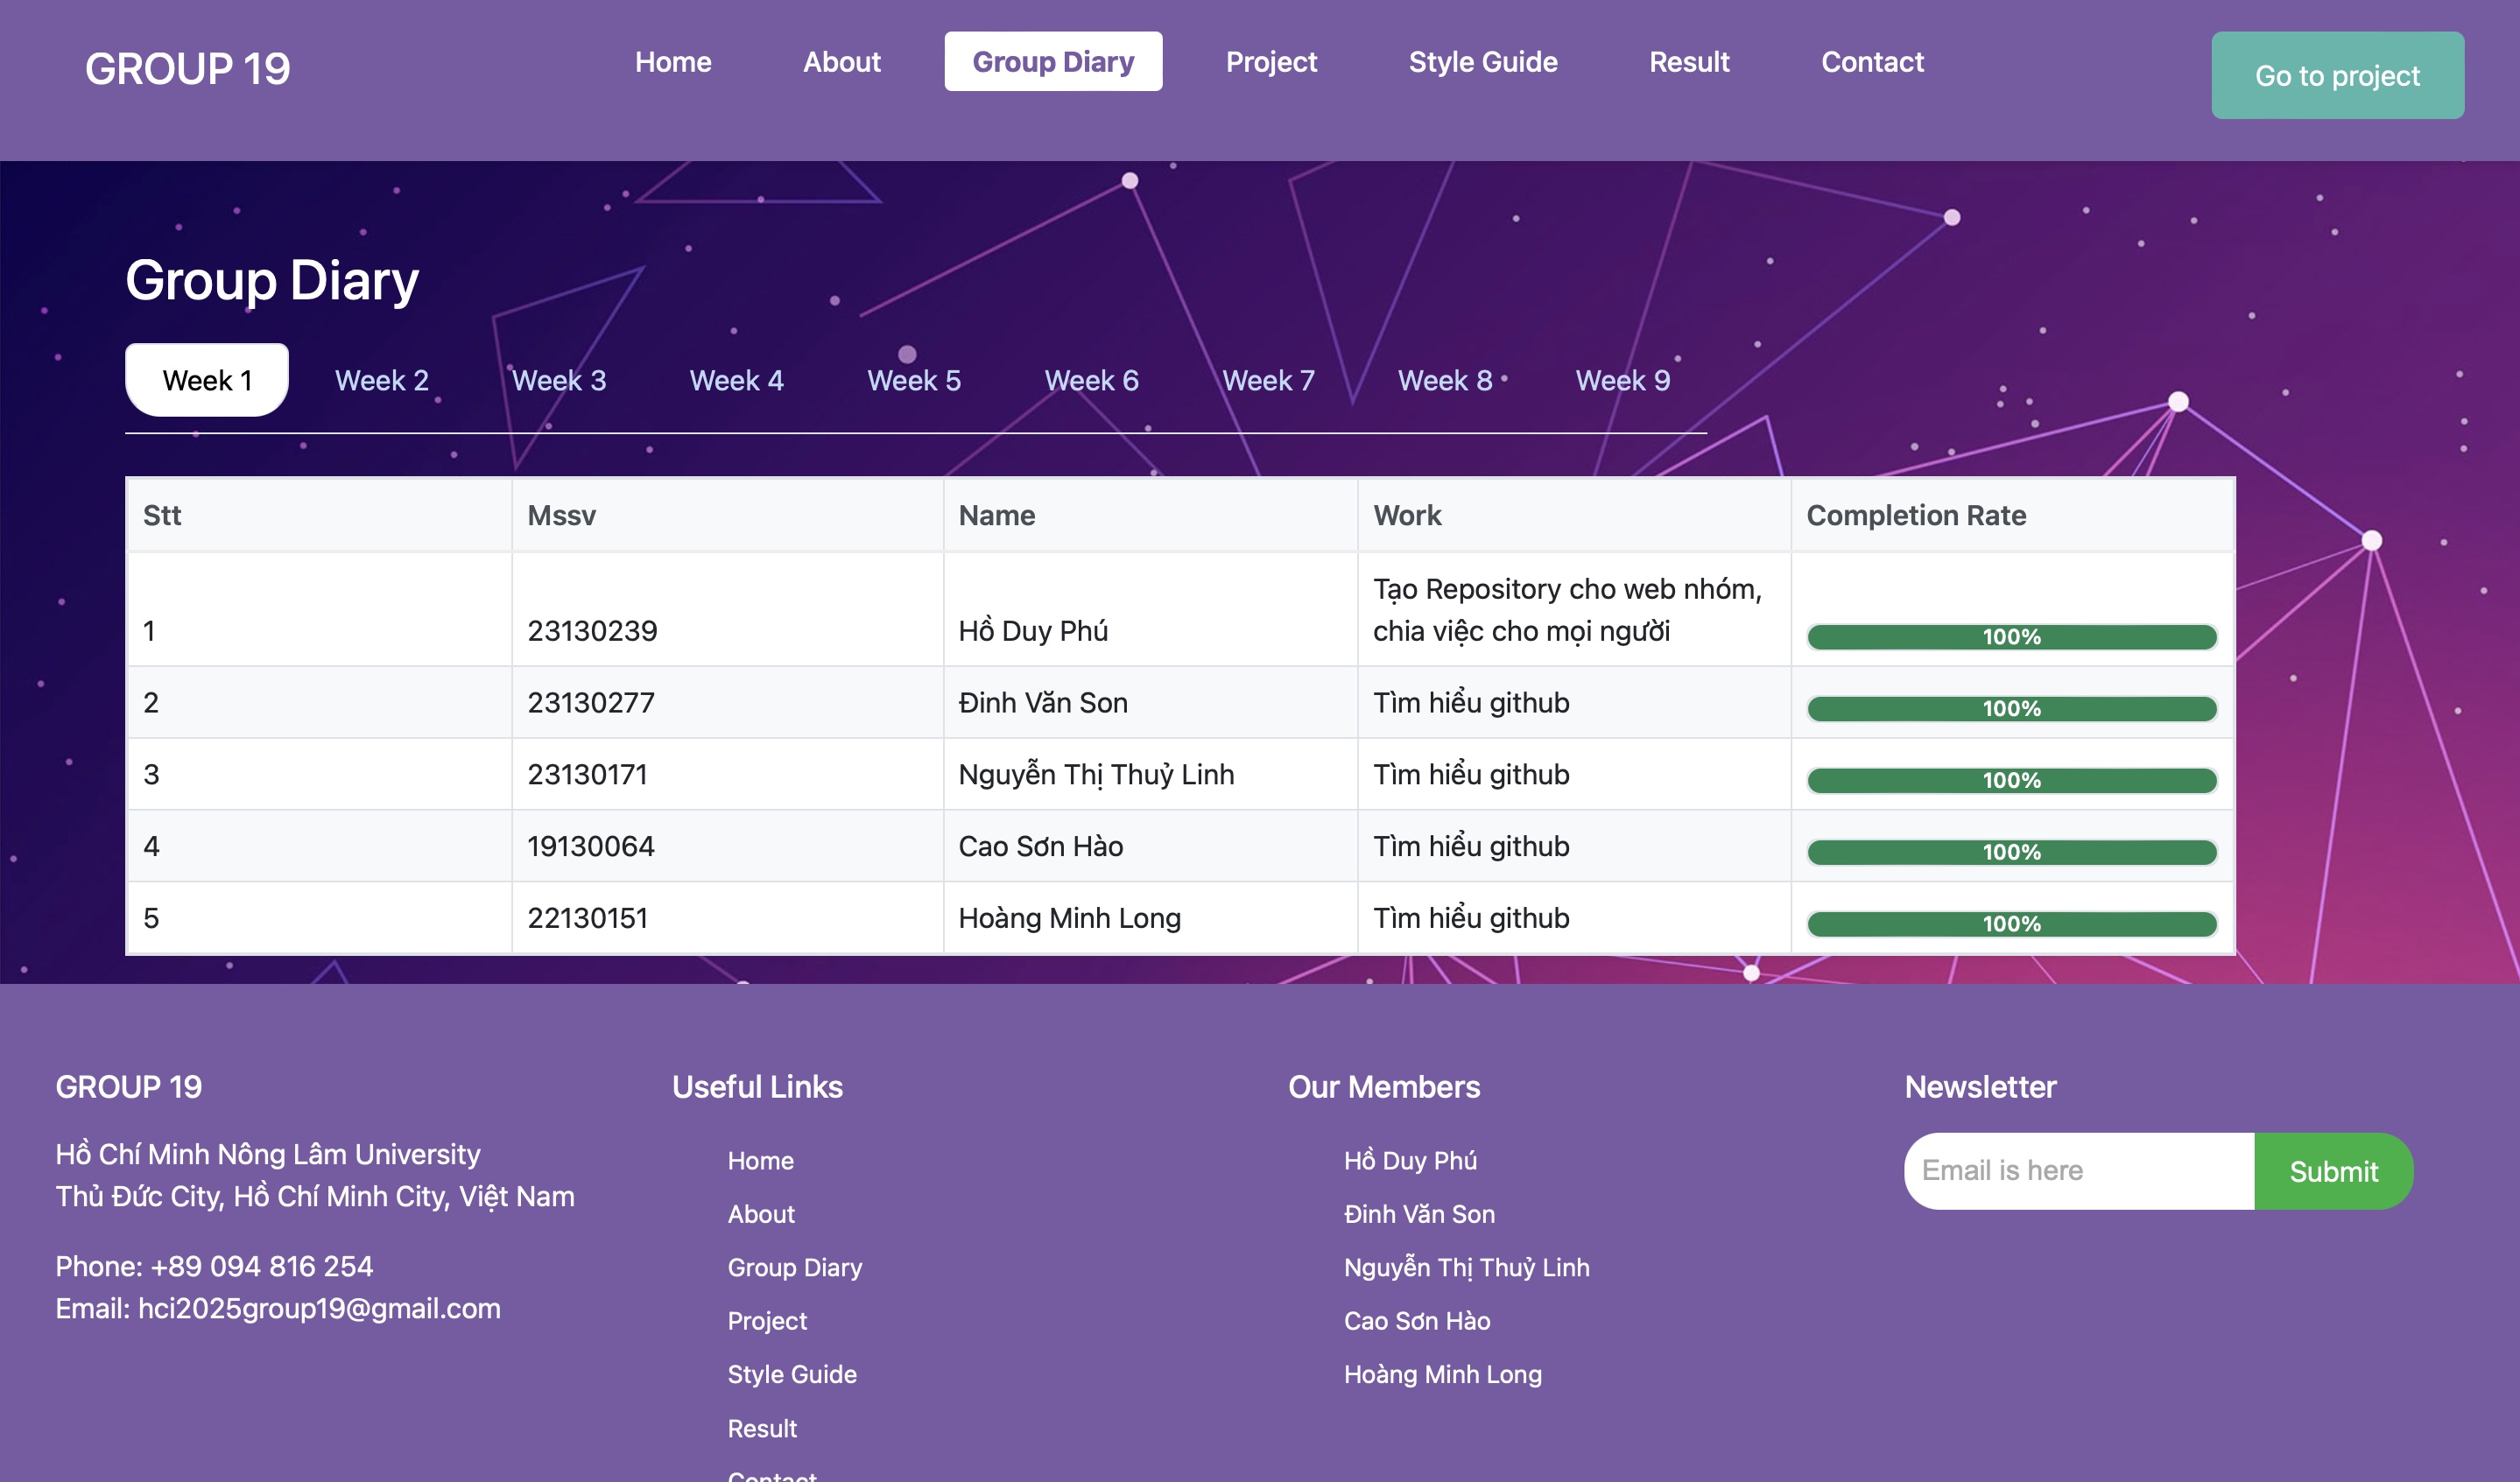 GROUP 19
Home
About
Group Diary
Project
Style Guide
Result
Contact
Go to project
Group Diary
Week 1
Week 2
Week 3
Week 4
Week 5
Week 6
Week 7
Week 8
Week 9
Stt
Mssv
Name
Work
Completion Rate
1
23130239
Hồ Duy Phú
Tạo Repository cho web nhóm,
chia việc cho mọi người
100%
2
23130277
Đinh Văn Son
Tìm hiểu github
100%
3
23130171
Nguyễn Thị Thuỷ Linh
Tìm hiểu github
100%
4
19130064
Cao Sơn Hào
Tìm hiểu github
100%
5
22130151
Hoàng Minh Long
Tìm hiểu github
100%
GROUP 19
Hồ Chí Minh Nông Lâm University
Thủ Đức City, Hồ Chí Minh City, Việt Nam
Phone: +89 094 816 254
Email: hci2025group19@gmail.com
Useful Links
Home
About
Group Diary
Project
Style Guide
Result
Contact
Our Members
Hồ Duy Phú
Đinh Văn Son
Nguyễn Thị Thuỷ Linh
Cao Sơn Hào
Hoàng Minh Long
Newsletter
Email is here
Submit